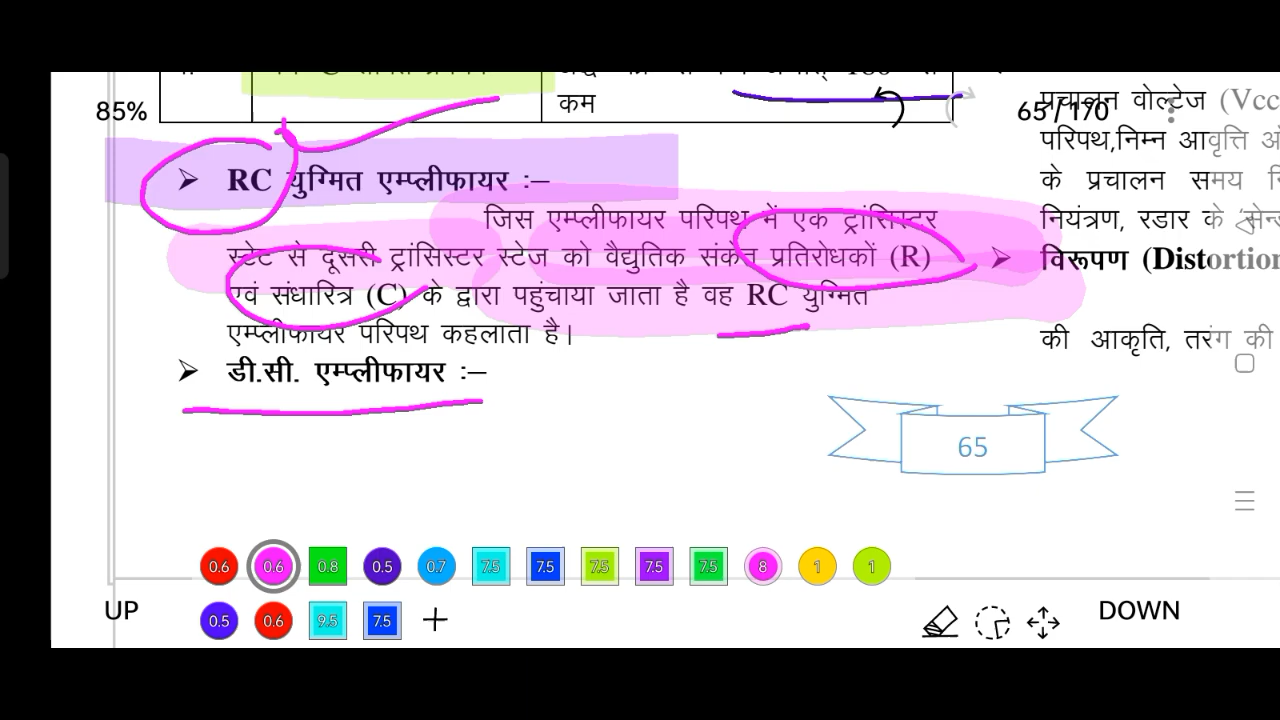 85%
कम
65 / 170
➢ RC युग्मित एम्प्लीफायर :–
जिस एम्प्लीफायर परिपथ में एक ट्रांसिस्टर
स्टेट से दूसरी ट्रांसिस्टर स्टेज को वैद्युतिक संकेत प्रतिरोधकों (R)
एवं संधारित्र (C) के द्वारा पहुंचाया जाता है वह RC युग्मित
एम्प्लीफायर परिपथ कहलाता है।
➢ डी.सी. एम्प्लीफायर :–
प्रचालन वोल्टेज (Vcc
परिपथ,निम्न आवृत्ति
के प्रचालन समय
नियंत्रण, रडार के
➢ विरूपण (Distortion
की आकृति, तरंग की
65
0.6 0.6 0.8 0.5 0.7 7.5 7.5 7.5 7.5 7.5 8 1 1
UP
0.5 0.6 9.5 7.5 +
DOWN